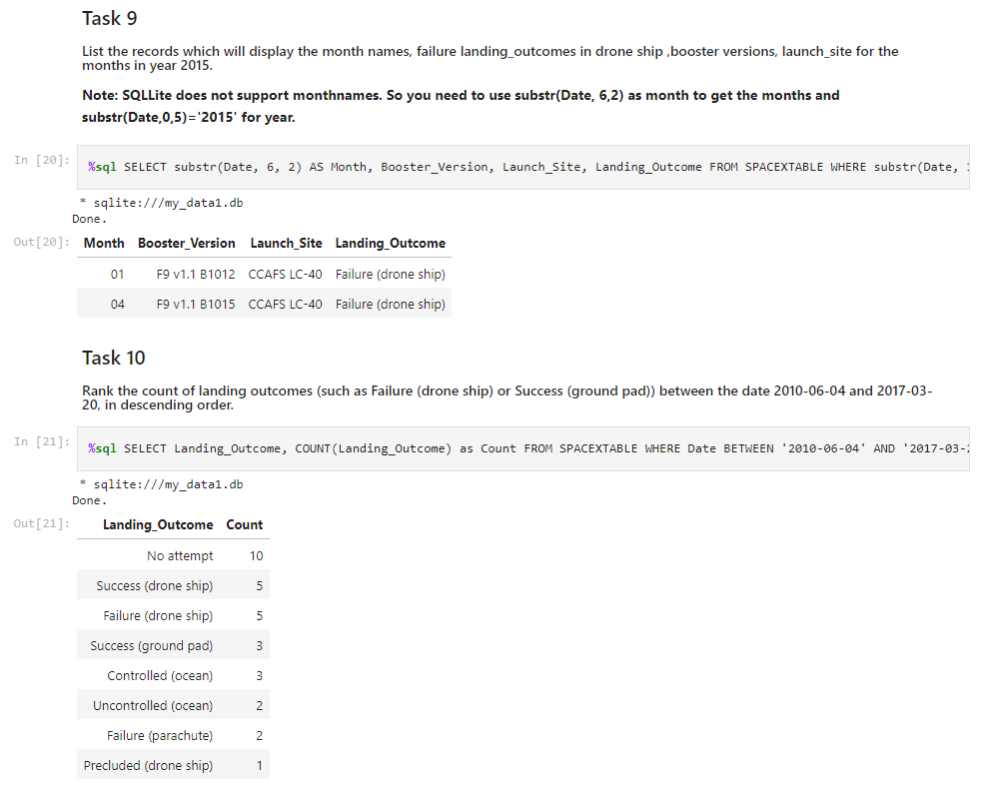 Task 9
List the records which will display the month names, failure landing_outcomes in drone ship ,booster versions, launch_site for the
months in year 2015.
Note: SQLLite does not support monthnames. So you need to use substr(Date, 6,2) as month to get the months and
substr(Date,0,5)='2015' for year.
In [20]: %sql SELECT substr(Date, 6, 2) AS Month, Booster_Version, Launch_Site, Landing_Outcome FROM SPACEXTABLE WHERE substr(Date,
* sqlite:///my_data1.db
Done.
Out[20]: Month Booster_Version Launch_Site Landing_Outcome
01 F9 v1.1 B1012 CCAFS LC-40 Failure (drone ship)
04 F9 v1.1 B1015 CCAFS LC-40 Failure (drone ship)
Task 10
Rank the count of landing outcomes (such as Failure (drone ship) or Success (ground pad)) between the date 2010-06-04 and 2017-03-
20, in descending order.
In [21]: %sql SELECT Landing_Outcome, COUNT(Landing_Outcome) as Count FROM SPACEXTABLE WHERE Date BETWEEN '2010-06-04' AND '2017-03-
* sqlite:///my_data1.db
Done.
Out[21]: Landing_Outcome Count
No attempt 10
Success (drone ship) 5
Failure (drone ship) 5
Success (ground pad) 3
Controlled (ocean) 3
Uncontrolled (ocean) 2
Failure (parachute) 2
Precluded (drone ship) 1